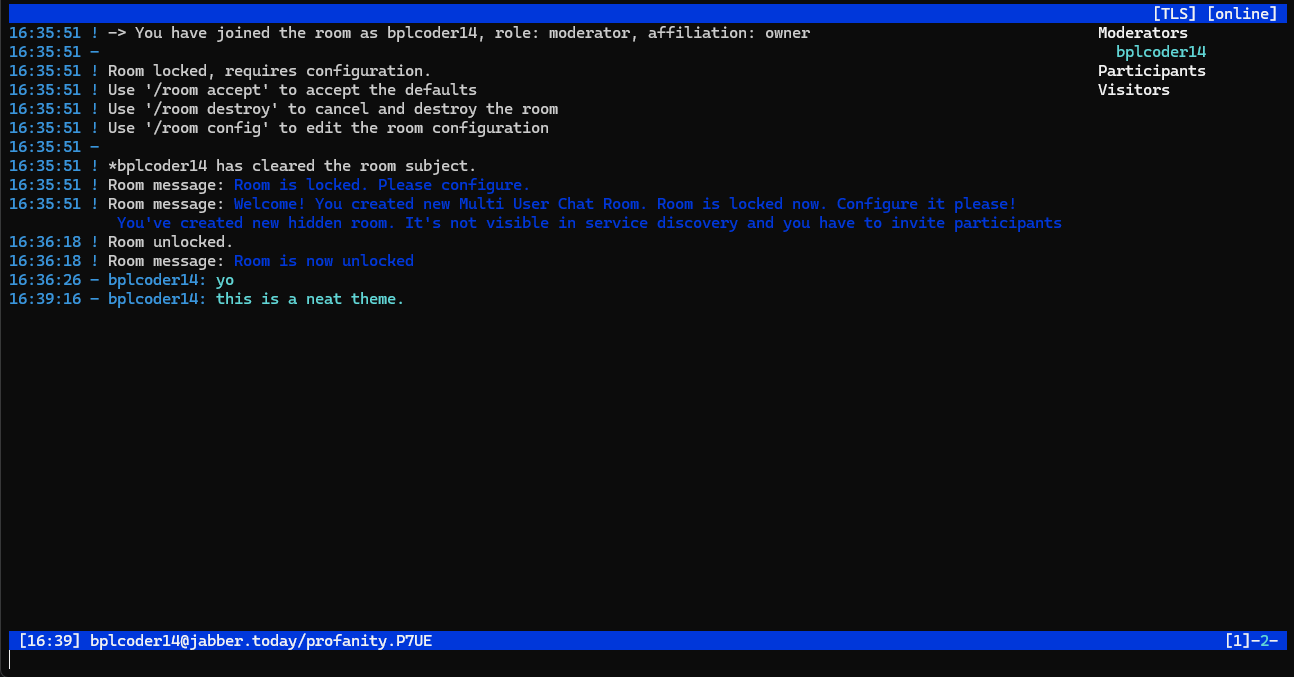 [TLS] [online]
16:35:51 ! -> You have joined the room as bplcoder14, role: moderator, affiliation: owner
Moderators
16:35:51 -
bplcoder14
16:35:51 ! Room locked, requires configuration.
Participants
16:35:51 ! Use '/room accept' to accept the defaults
Visitors
16:35:51 ! Use '/room destroy' to cancel and destroy the room
16:35:51 ! Use '/room config' to edit the room configuration
16:35:51 -
16:35:51 ! *bplcoder14 has cleared the room subject.
16:35:51 ! Room message: Room is locked. Please configure.
16:35:51 ! Room message: Welcome! You created new Multi User Chat Room. Room is locked now. Configure it please!
You've created new hidden room. It's not visible in service discovery and you have to invite participants
16:36:18 ! Room unlocked.
16:36:18 ! Room message: Room is now unlocked
16:36:26 - bplcoder14: yo
16:39:16 - bplcoder14: this is a neat theme.
[16:39] bplcoder14@jabber.today/profanity.P7UE
[1]-2-